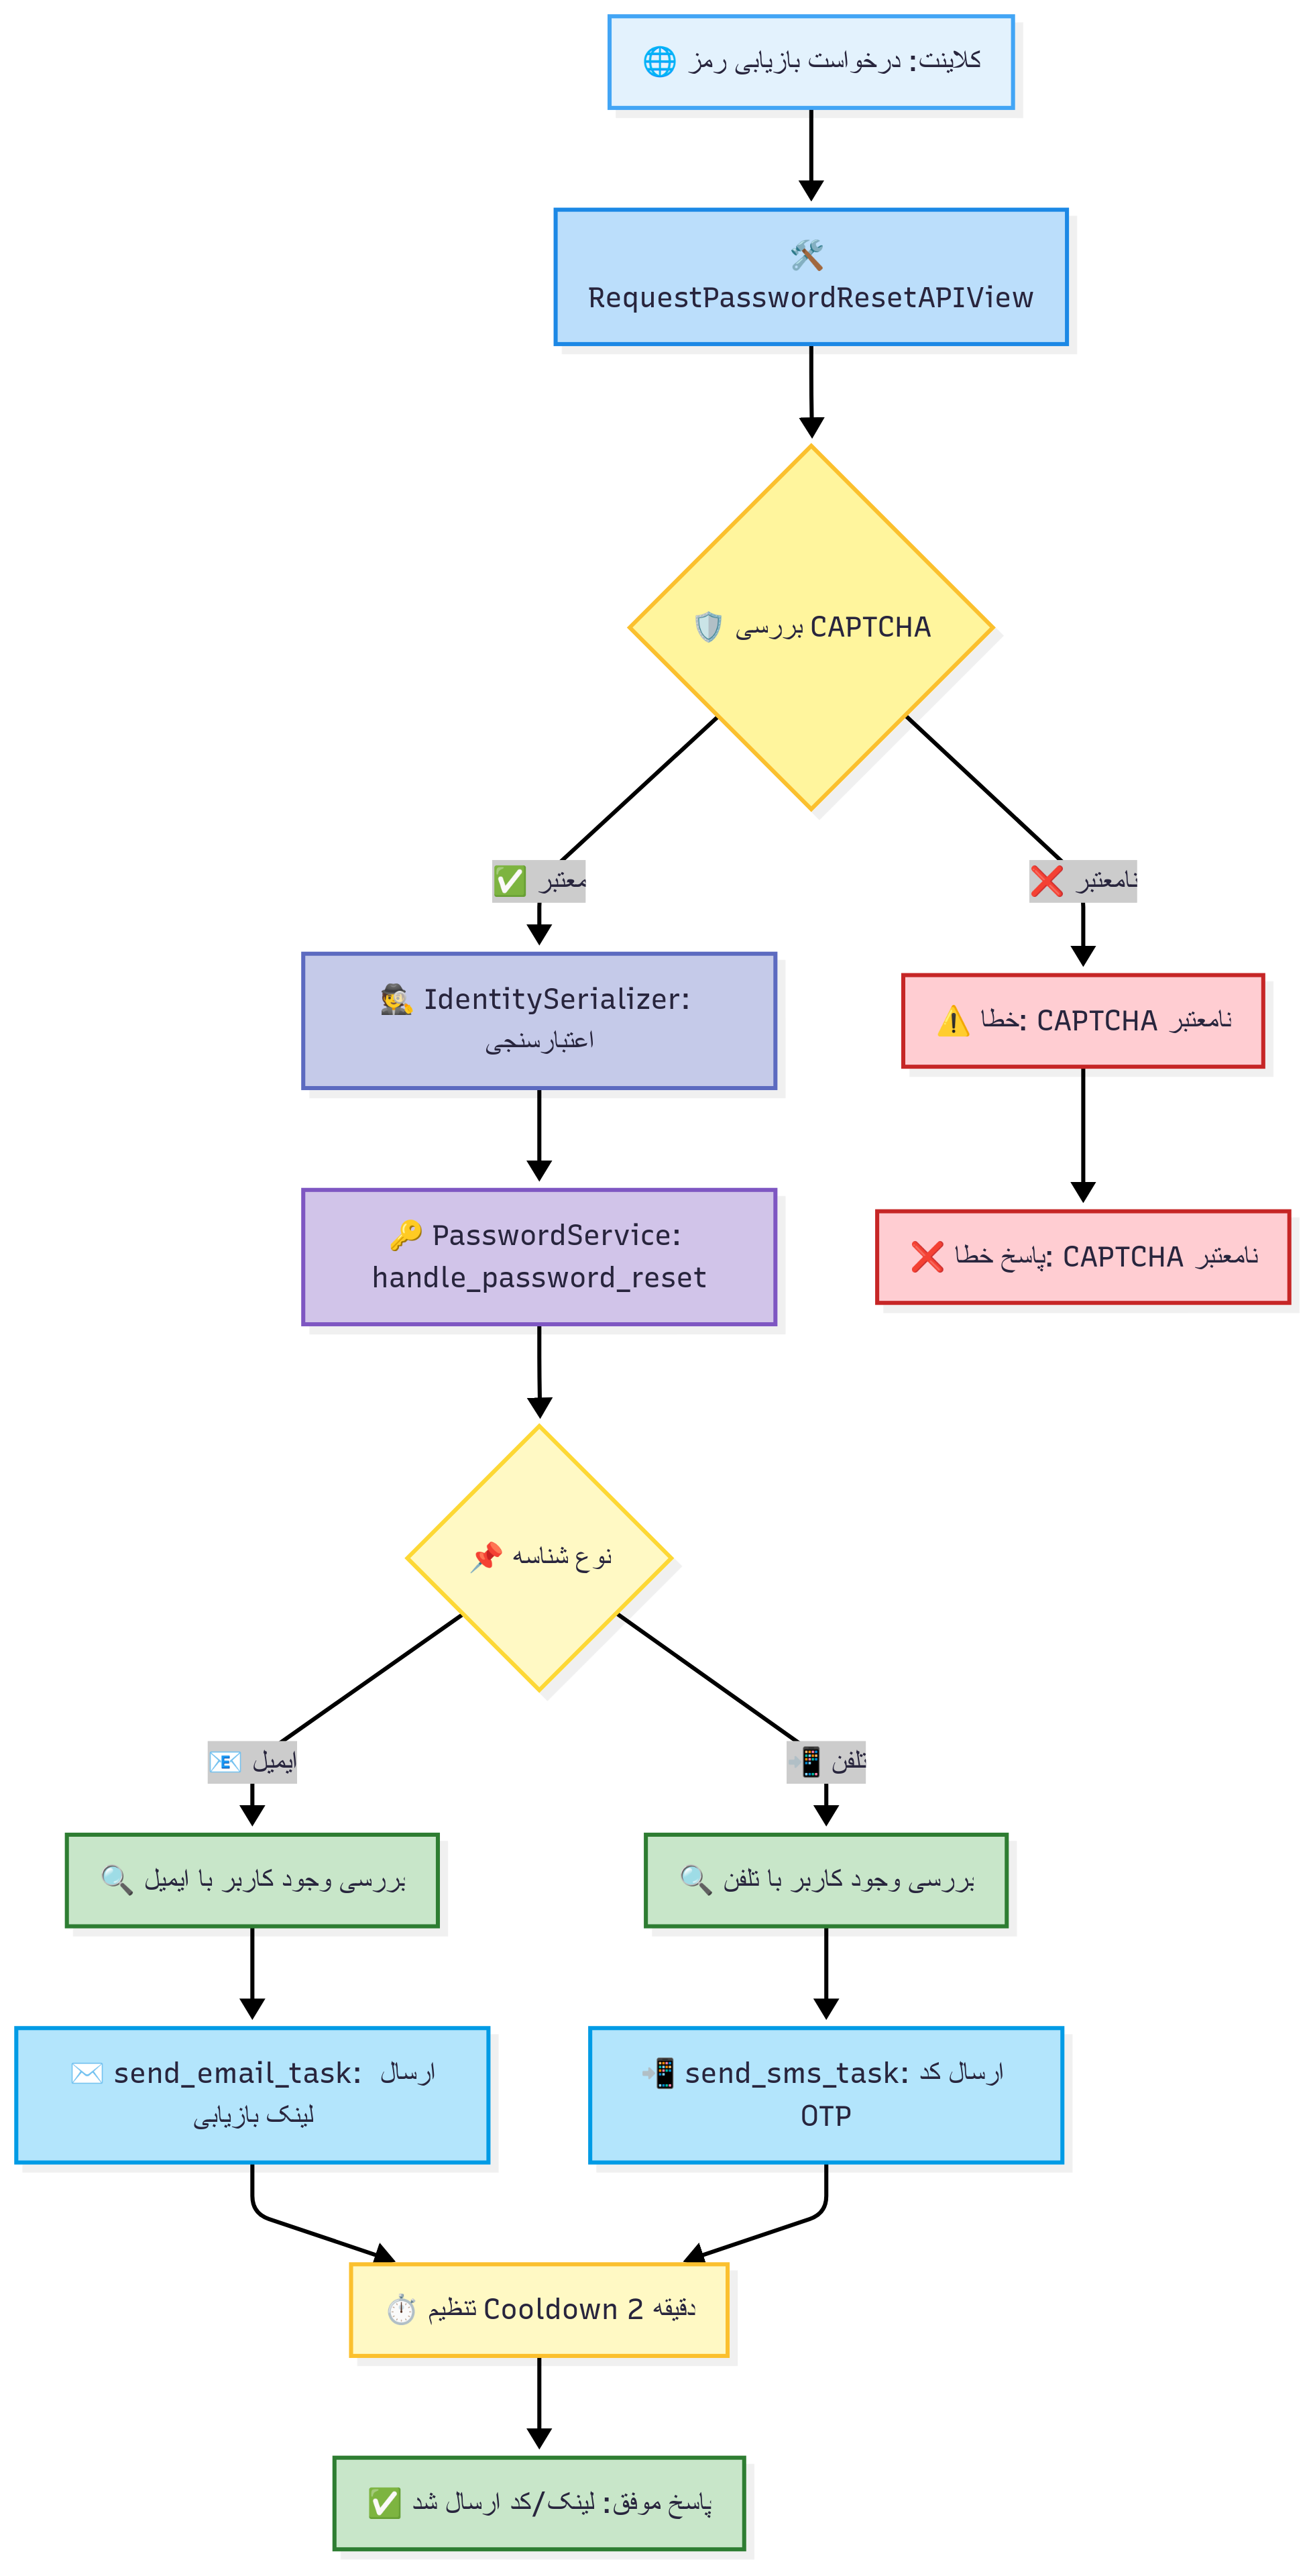 🌐 کلاینت: درخواست بازیابی رمز
🛠️
RequestPasswordResetAPIView
🛡️ بررسی CAPTCHA
✅ معتبر
❌ نامعتبر
🕵️ IdentitySerializer:
اعتبارسنجی
⚠️ خطا: CAPTCHA نامعتبر
🔑 PasswordService:
handle_password_reset
❌ پاسخ خطا: CAPTCHA نامعتبر
📌 نوع شناسه
📧 ایمیل
📲 تلفن
🔍 بررسی وجود کاربر با ایمیل
🔍 بررسی وجود کاربر با تلفن
✉️ send_email_task: ارسال
لینک بازیابی
📲 send_sms_task: ارسال کد
OTP
⏱️ تنظیم Cooldown 2 دقیقه
✅ پاسخ موفق: لینک/کد ارسال شد